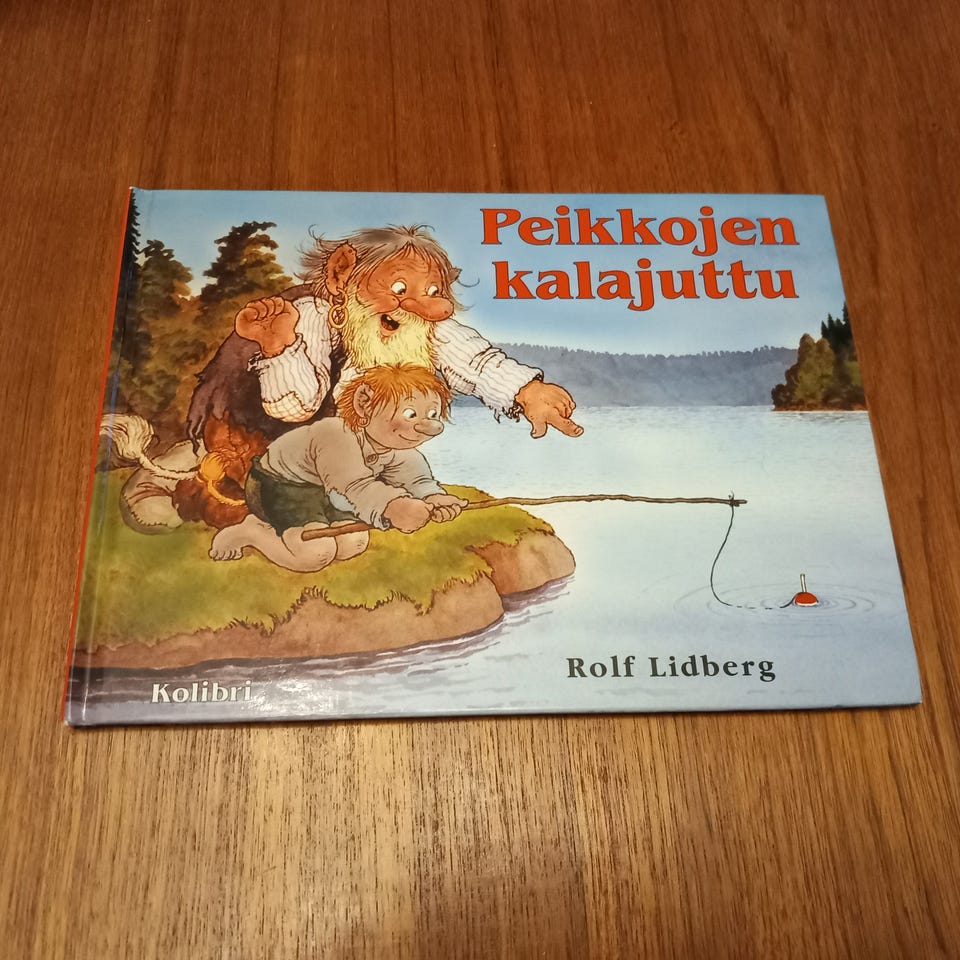 Peikkojen
kalajuttu
Rolf Lidberg
Kolibri